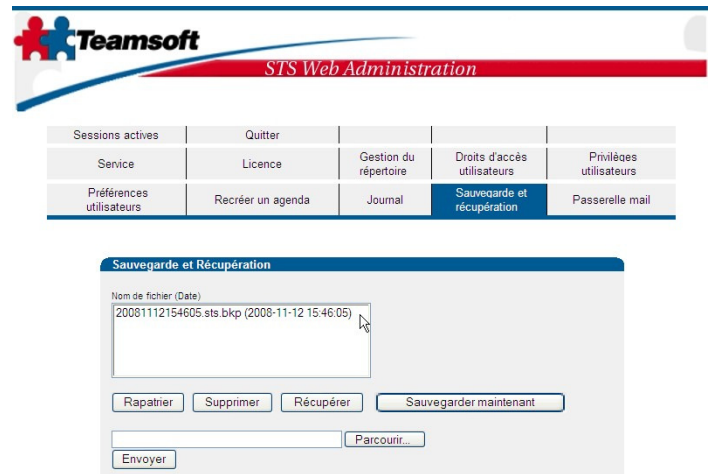 Teamsoft
STS Web Administration
Sessions actives Quitter
Service Licence Gestion du répertoire Droits d'accès utilisateurs Privilèges utilisateurs
Préférences utilisateurs Recréer un agenda Journal Sauvegarde et récupération Passerelle mail
Sauvegarde et Récupération
Nom de fichier (Date)
20081112154605.sts.bkp (2008-11-12 15:46:05)
Rapatrier Supprimer Récupérer Sauvegarder maintenant
Parcourir...
Envoyer